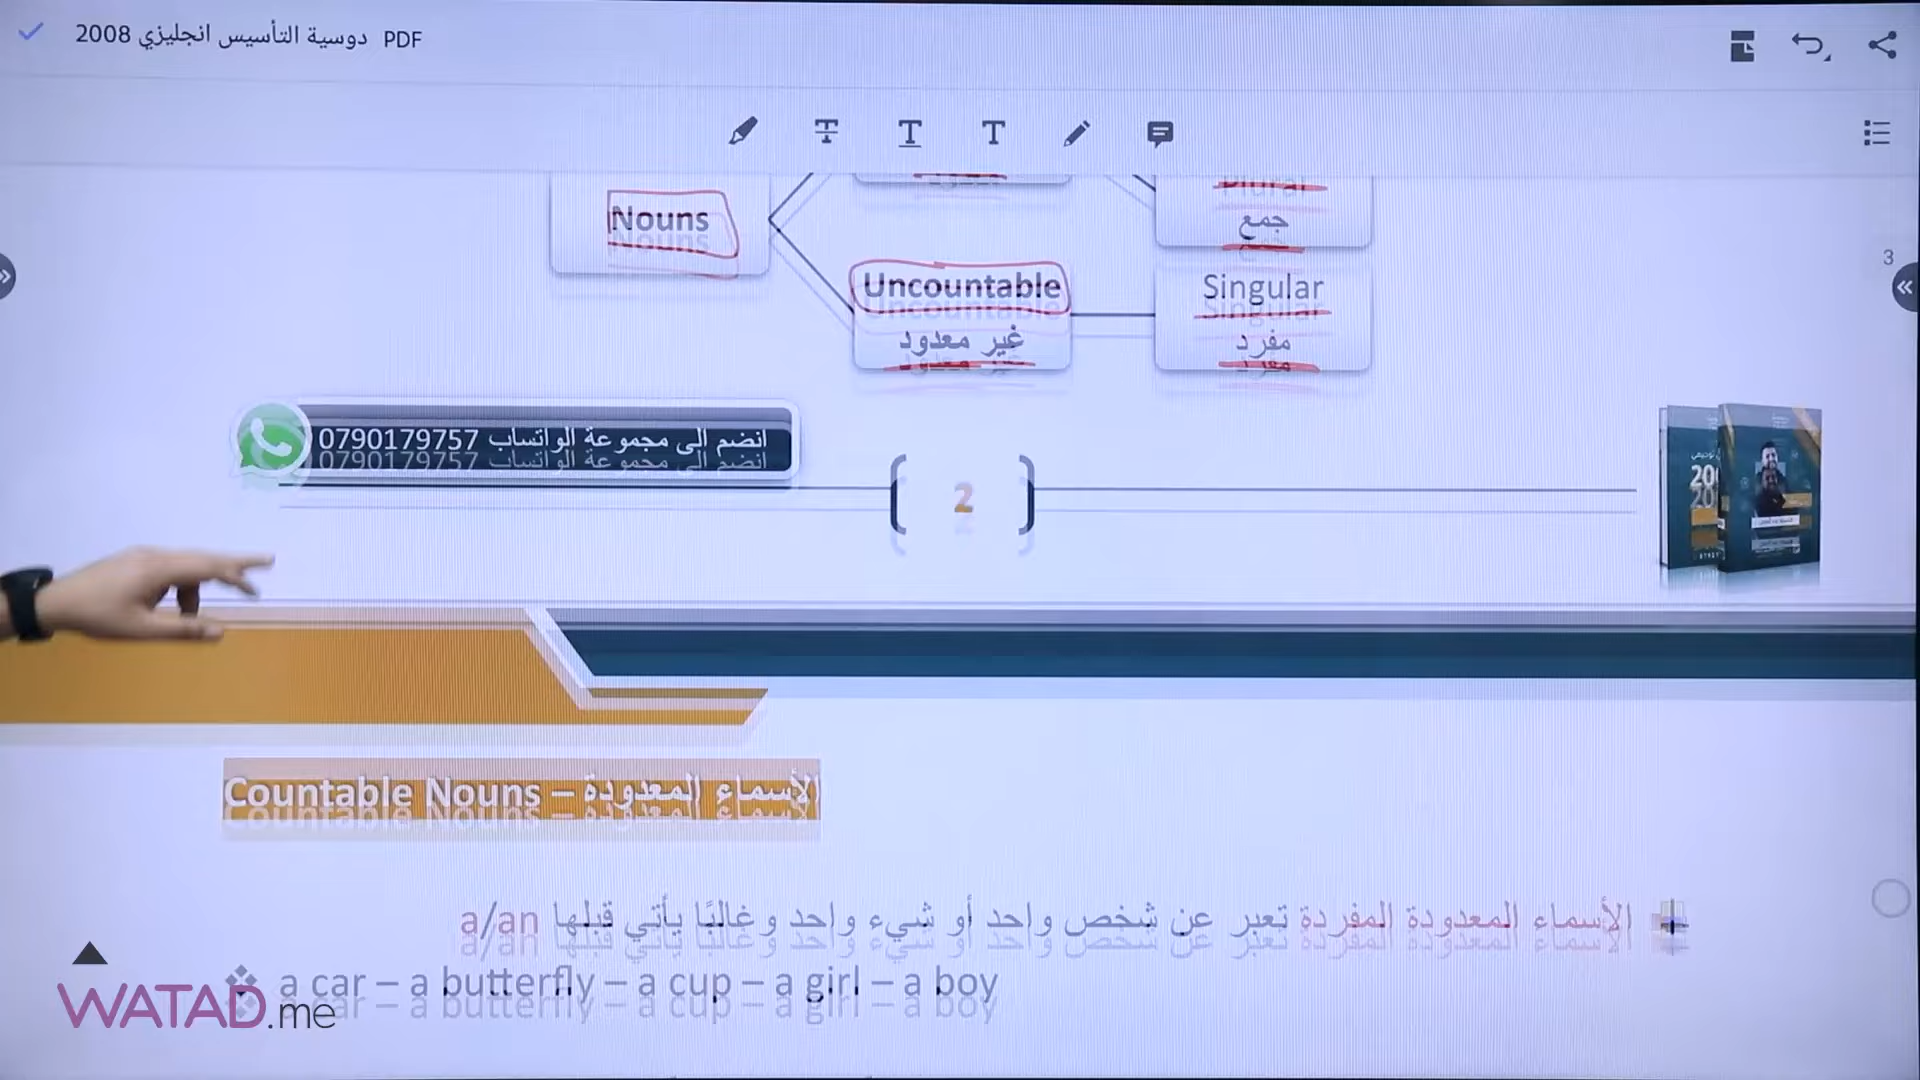 دوسية التأسيس انجليزي 2008 PDF
Nouns
Plural
جمع
3
Uncountable
غير معدود
Singular
مفرد
انضم الى مجموعة الواتساب 0790179757
2
Countable Nouns – الأسماء المعدودة
الأسماء المعدودة المفردة تعبر عن شخص واحد أو شيء واحد وغالبًا يأتي قبلها a/an
a car – a butterfly – a cup – a girl – a boy
WATAD.me